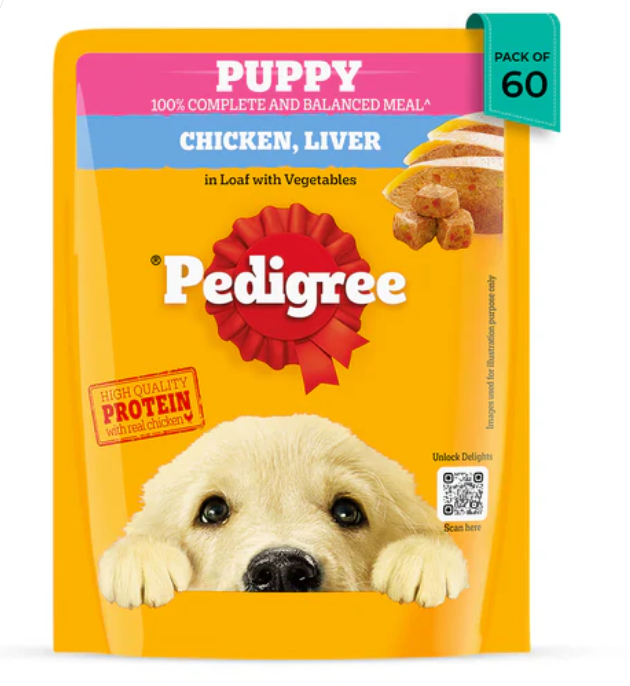 PACK OF
60
PUPPY
100% COMPLETE AND BALANCED MEAL^
CHICKEN, LIVER
in Loaf with Vegetables
® Pedigree
Images used for illustration purpose only
HIGH QUALITY
PROTEIN
with real chicken
Unlock Delights
Scan here